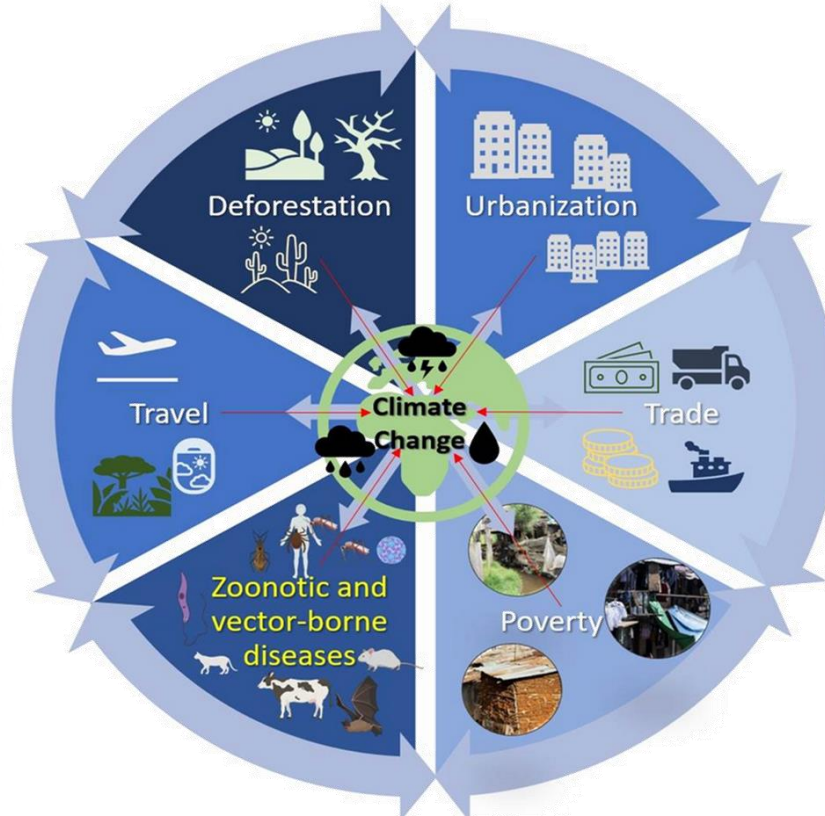 Deforestation
Urbanization
Travel
Climate
Change
Trade
Zoonotic and
vector-borne
diseases
Poverty